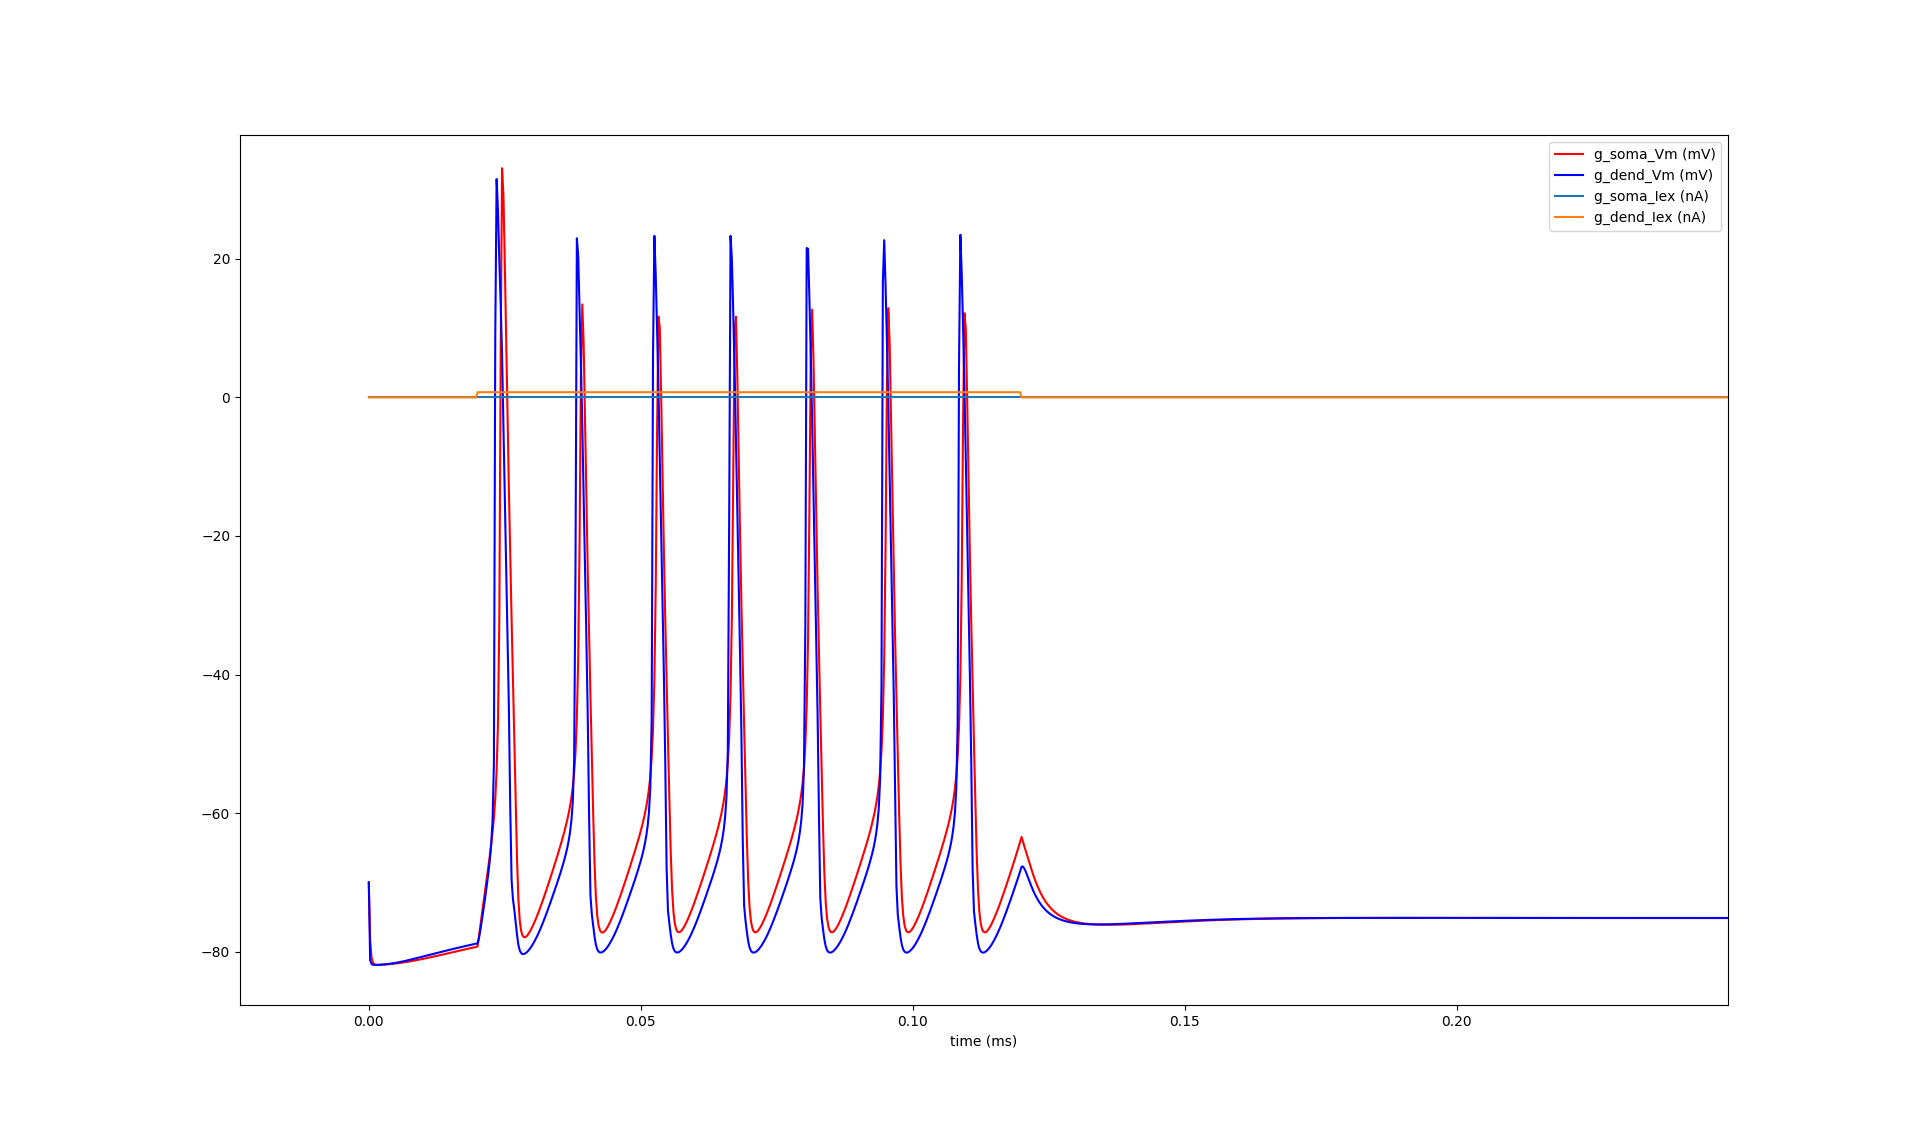 g_soma_Vm (mV)
g_dend_Vm (mV)
g_soma_Iex (nA)
g_dend_Iex (nA)
20
0
−20
−40
−60
−80
0.00 0.05 0.10 0.15 0.20
time (ms)